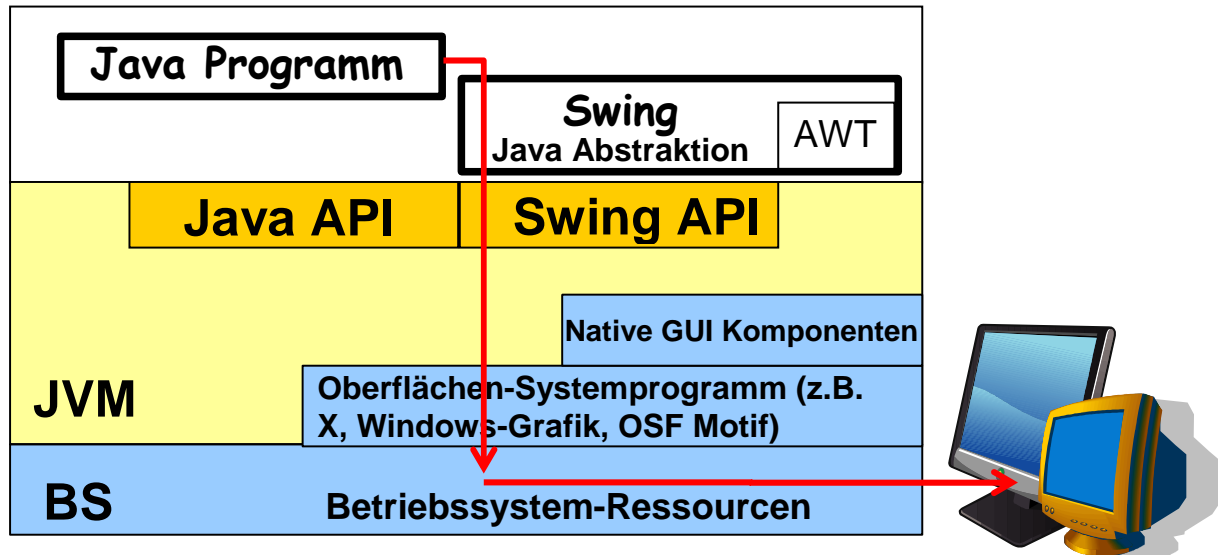 Java Programm
Swing
Java Abstraktion
AWT
Java API
Swing API
Native GUI Komponenten
JVM
Oberflächen-Systemprogramm (z.B.
X, Windows-Grafik, OSF Motif)
BS
Betriebssystem-Ressourcen